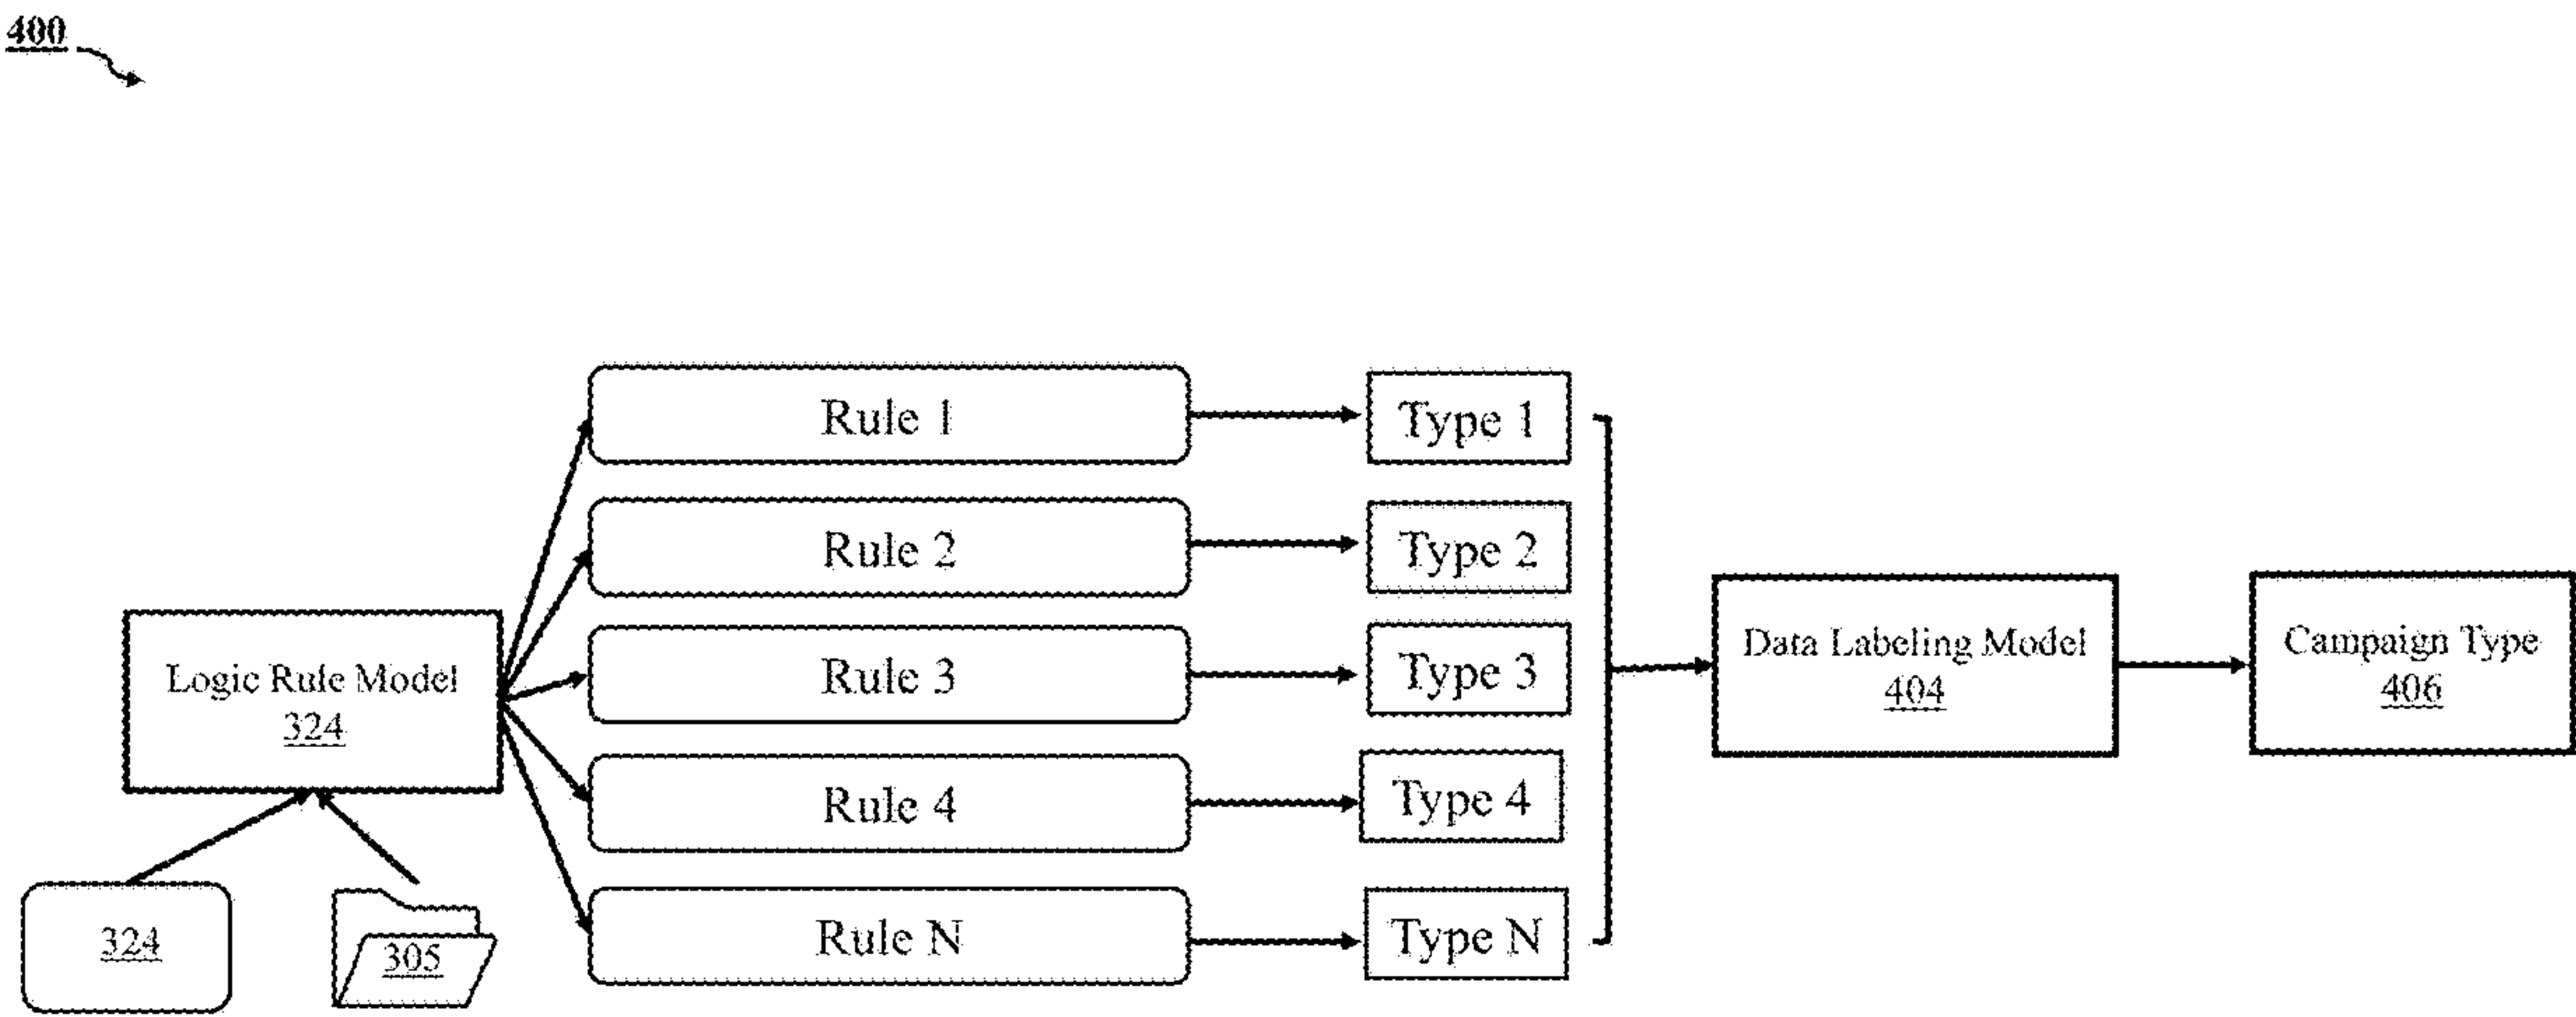 400
Rule 1
Type 1
Rule 2
Type 2
Rule 3
Type 3
Rule 4
Type 4
Rule N
Type N
Logic Rule Model
324
324
305
Data Labeling Model
404
Campaign Type
406